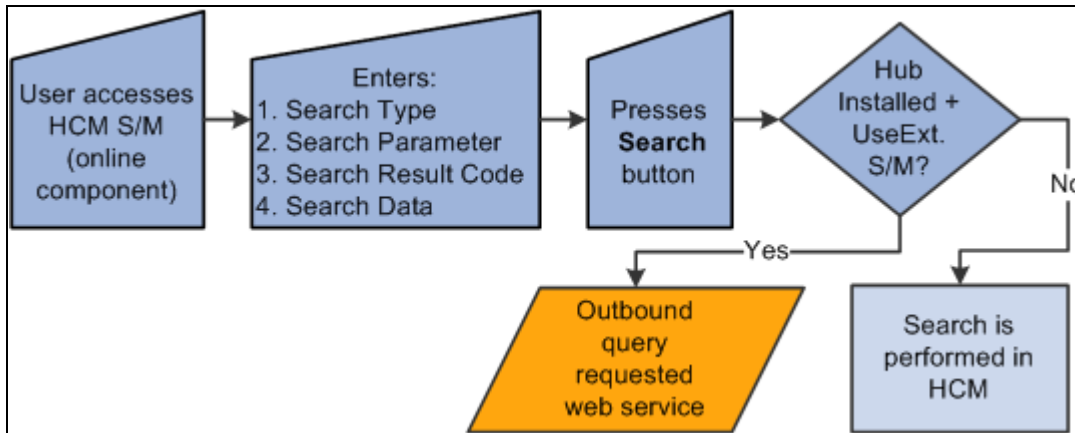 User accesses
HCM S/M
(online
component)
Enters:
1. Search Type
2. Search Parameter
3. Search Result Code
4. Search Data
Presses
Search
button
Hub
Installed +
UseExt.
S/M?
No
Yes
Outbound
query
requested
web service
Search is
performed in
HCM